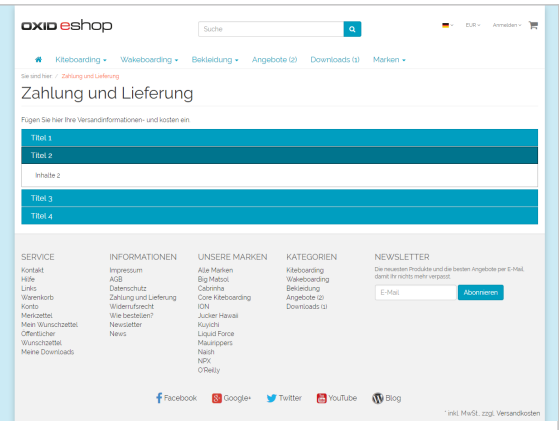 OXID eshop
Suche
EUR
Anmelden
Kiteboarding Wakeboarding Bekleidung Angebote (2) Downloads (1) Marken
Sie sind hier / Zahlung und Lieferung
Zahlung und Lieferung
Fügen Sie hier Ihre Versandinformationen- und kosten ein.
Titel 1
Titel 2
Inhalte 2
Titel 3
Titel 4
SERVICE
Kontakt
Hilfe
Links
Warenkorb
Konto
Merkzettel
Mein Wunschzettel
Öffentlicher
Wunschzettel
Meine Downloads
INFORMATIONEN
Impressum
AGB
Datenschutz
Zahlung und Lieferung
Widerrufsrecht
Wie bestellen?
Newsletter
News
UNSERE MARKEN
Alle Marken
Big Matsol
Cabrinha
Core Kiteboarding
ION
Jucker Hawaii
Kuyichi
Liquid Force
Mauirippers
Naish
NPX
O'Reilly
KATEGORIEN
Kiteboarding
Wakeboarding
Bekleidung
Angebote (2)
Downloads (1)
NEWSLETTER
Die neuesten Produkte und die besten Angebote per E-Mail,
damit ihr nichts mehr verpasst.
E-Mail
Abonnieren
Facebook Google+ Twitter YouTube Blog
* inkl. MwSt., zzgl. Versandkosten